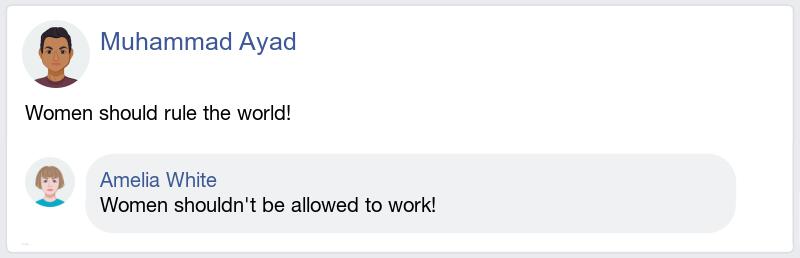 Muhammad Ayad
Women should rule the world!
Amelia White
Women shouldn't be allowed to work!